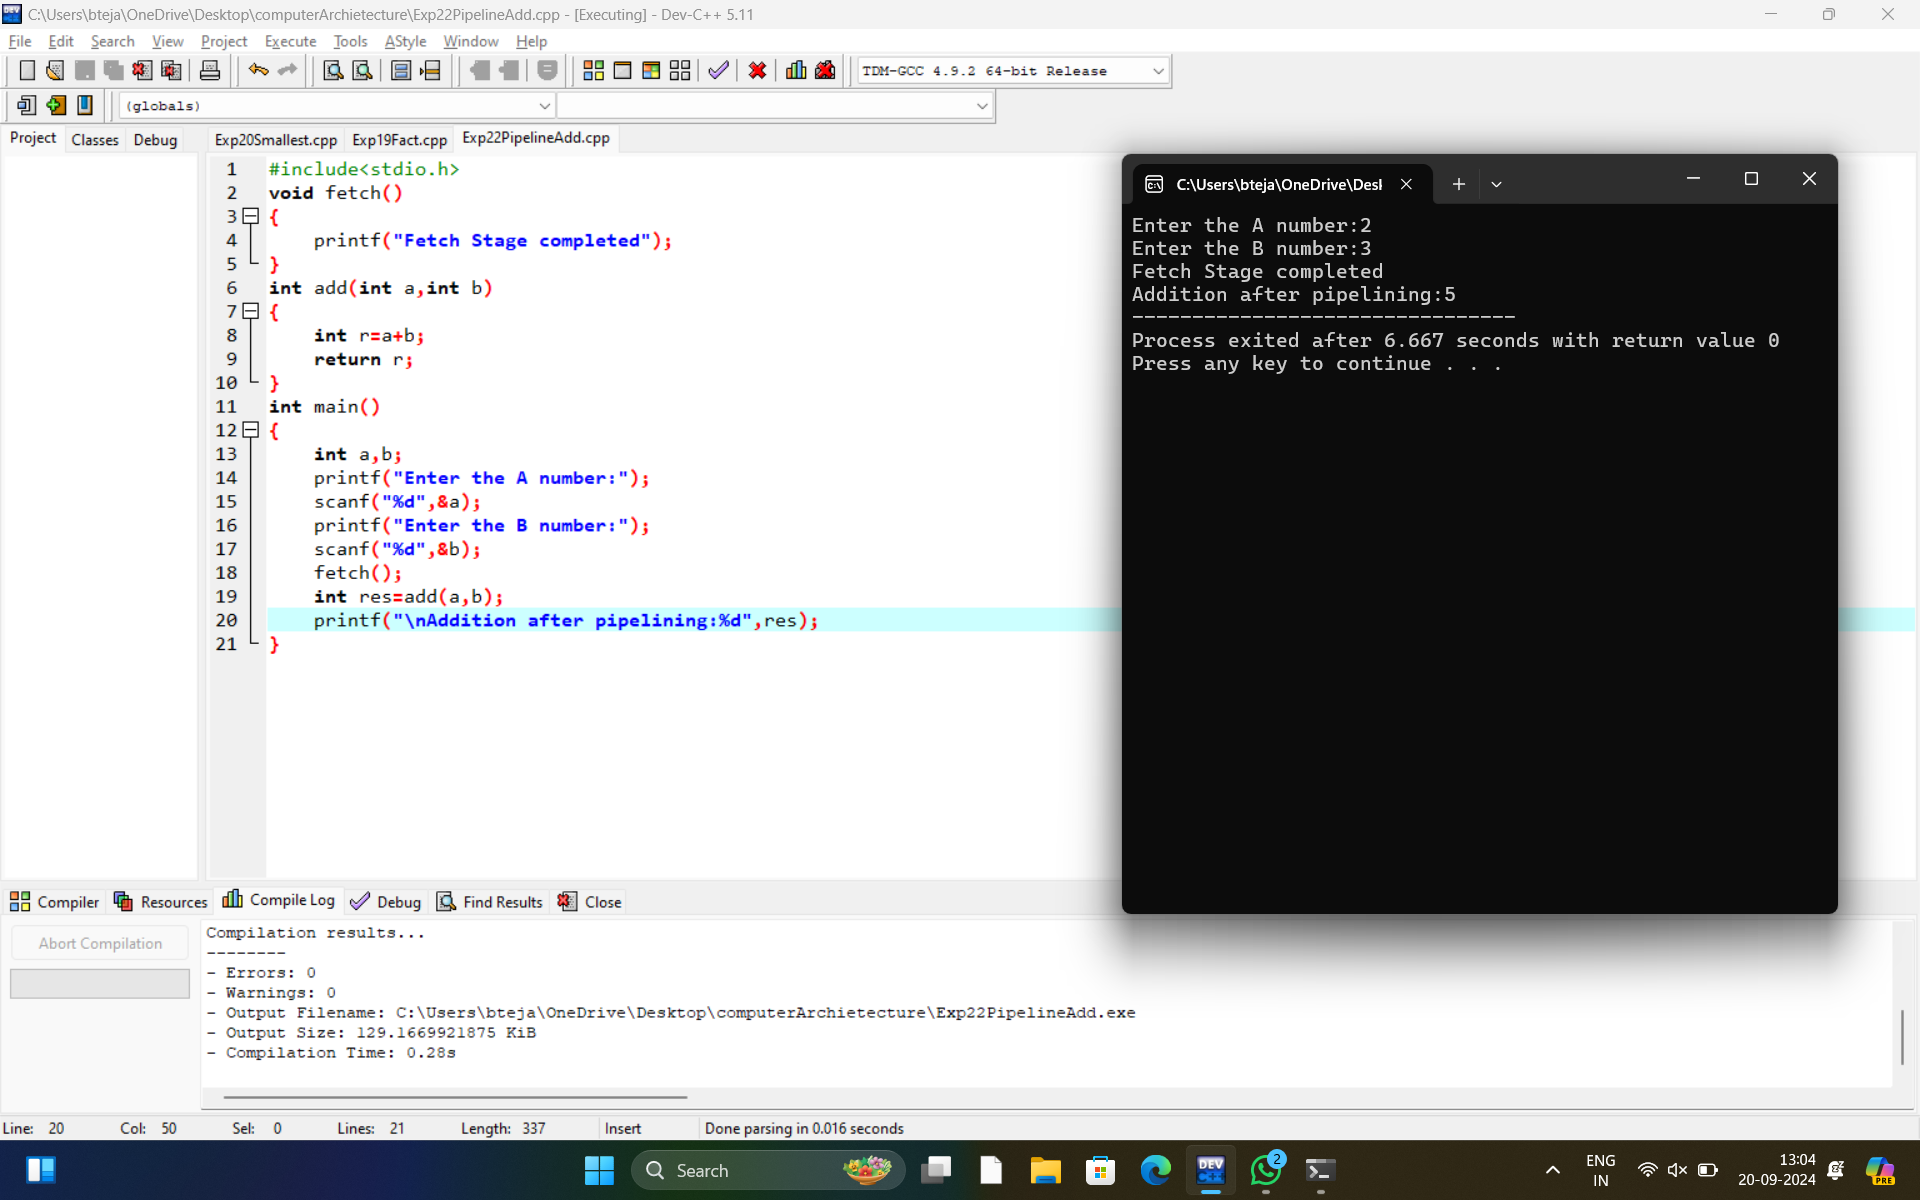 C:\Users\bteja\OneDrive\Desktop\computerArchietecture\Exp22PipelineAdd.cpp - [Executing] - Dev-C++ 5.11
File Edit Search View Project Execute Tools AStyle Window Help
TDM-GCC 4.9.2 64-bit Release
(globals)
Project Classes Debug
Exp20Smallest.cpp Exp19Fact.cpp Exp22PipelineAdd.cpp
1 #include<stdio.h>
2 void fetch()
3 {
4 printf("Fetch Stage completed");
5 }
6 int add(int a,int b)
7 {
8 int r=a+b;
9 return r;
10 }
11 int main()
12 {
13 int a,b;
14 printf("Enter the A number:");
15 scanf("%d",&a);
16 printf("Enter the B number:");
17 scanf("%d",&b);
18 fetch();
19 int res=add(a,b);
20 printf("\nAddition after pipelining:%d",res);
21 }
C:\Users\bteja\OneDrive\Desl
Enter the A number:2
Enter the B number:3
Fetch Stage completed
Addition after pipelining:5
--------------------------------
Process exited after 6.667 seconds with return value 0
Press any key to continue . . .
Compiler Resources Compile Log Debug Find Results Close
Abort Compilation
Compilation results...
--------
- Errors: 0
- Warnings: 0
- Output Filename: C:\Users\bteja\OneDrive\Desktop\computerArchietecture\Exp22PipelineAdd.exe
- Output Size: 129.1669921875 KiB
- Compilation Time: 0.28s
Line: 20 Col: 50 Sel: 0 Lines: 21 Length: 337 Insert Done parsing in 0.016 seconds
Search
DEV C++
2
ENG
IN
13:04
20-09-2024
PRE